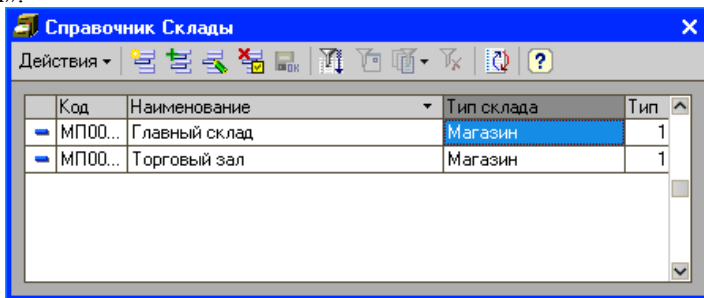 Справочник Склады
Действия
Код Наименование Тип склада Тип
МП00... Главный склад Магазин 1
МП00... Торговый зал Магазин 1